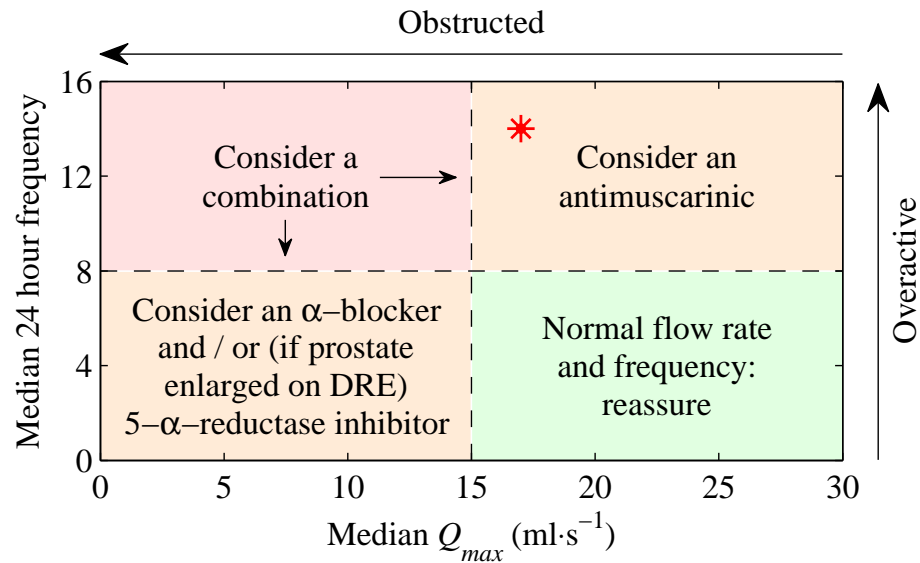 Obstructed
Median 24 hour frequency
16
12
8
4
0
Consider a
combination
Consider an
antimuscarinic
Consider an α−blocker
and / or (if prostate
enlarged on DRE)
5−α−reductase inhibitor
Normal flow rate
and frequency:
reassure
Overactive
0 5 10 15 20 25 30
Median Qmax (ml·s−1)